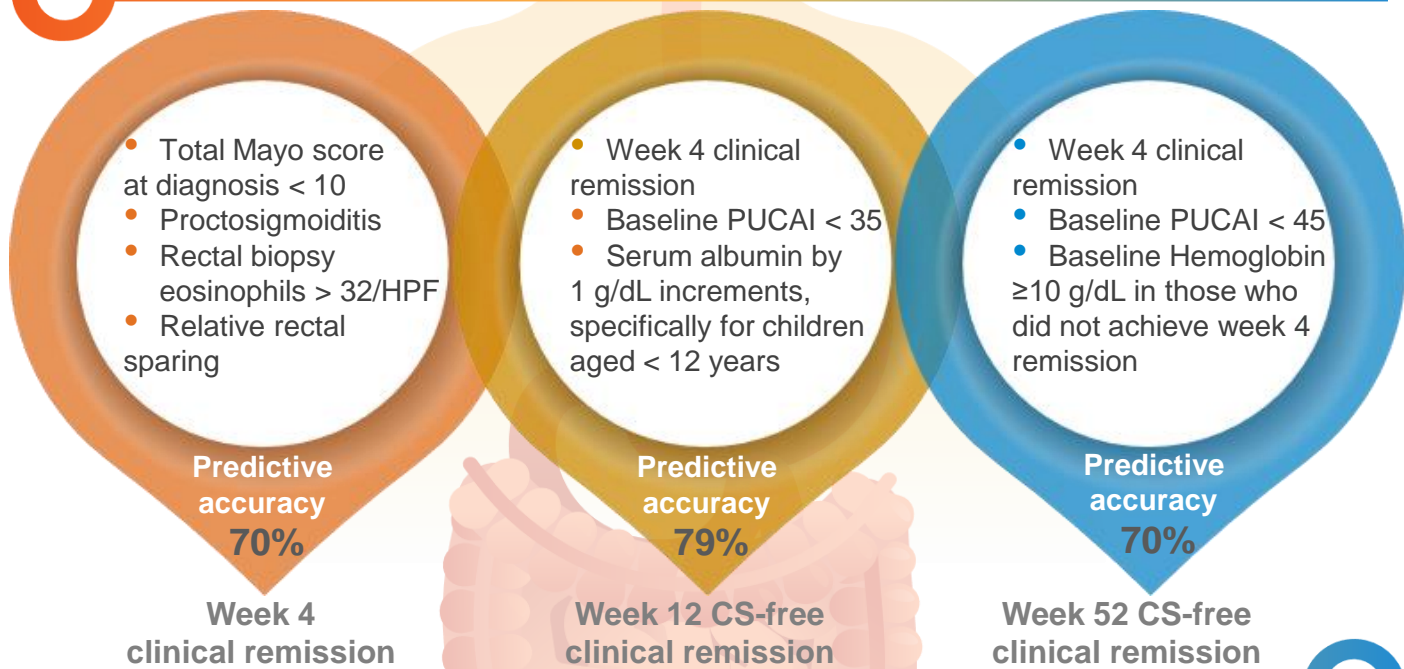 • Total Mayo score
at diagnosis < 10
• Proctosigmoiditis
• Rectal biopsy
eosinophils > 32/HPF
• Relative rectal
sparing
Predictive
accuracy
70%
Week 4
clinical remission
• Week 4 clinical
remission
• Baseline PUCAI < 35
• Serum albumin by
1 g/dL increments,
specifically for children
aged < 12 years
Predictive
accuracy
79%
Week 12 CS-free
clinical remission
• Week 4 clinical
remission
• Baseline PUCAI < 45
• Baseline Hemoglobin
≥10 g/dL in those who
did not achieve week 4
remission
Predictive
accuracy
70%
Week 52 CS-free
clinical remission